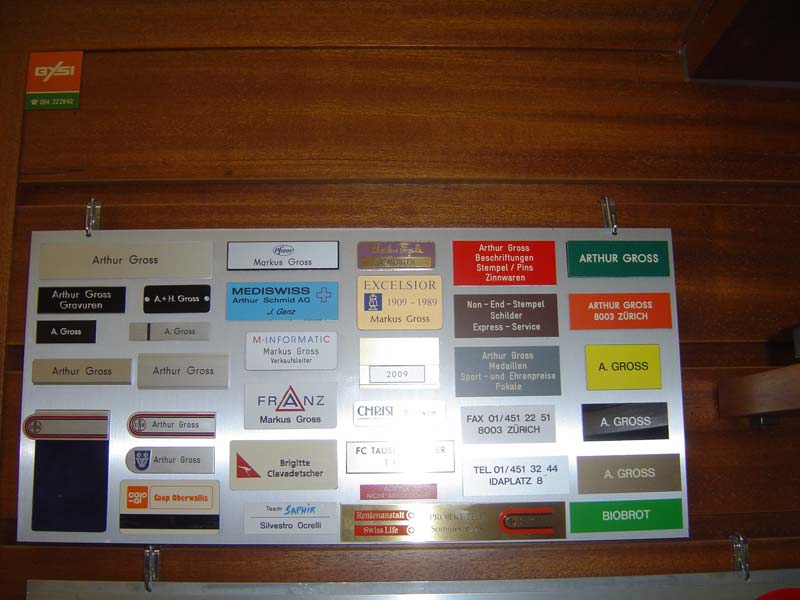 GYSI
☎ 084 222842
Arthur Gross
Arthur Gross
Gravuren
A. + H. Gross
A. Gross
A. Gross
Arthur Gross
Arthur Gross
Arthur Gross
Arthur Gross
coop
Coop Oberwallis
Pfizer
Markus Gross
MEDISWISS
Arthur Schmid AG
J. Ganz
M-INFORMATIC
Markus Gross
Verkaufsleiter
FRANZ
Markus Gross
Brigitte
Clavadetscher
Team SAPHIR
Silvestro Ocrelli
A. MUSTER
EXCELSIOR
1909 - 1989
Markus Gross
2009
CHRIST
FC
Rentenanstalt
Swiss Life
PROJEKT
Sommer
Arthur Gross
Beschriftungen
Stempel / Pins
Zinnwaren
Non - End - Stempel
Schilder
Express - Service
Arthur Gross
Medaillen
Sport - und Ehrenpreise
Pokale
FAX 01/451 22 51
8003 ZÜRICH
TEL. 01/451 32 44
IDAPLATZ 8
ARTHUR GROSS
ARTHUR GROSS
8003 ZÜRICH
A. GROSS
A. GROSS
A. GROSS
BIOBROT